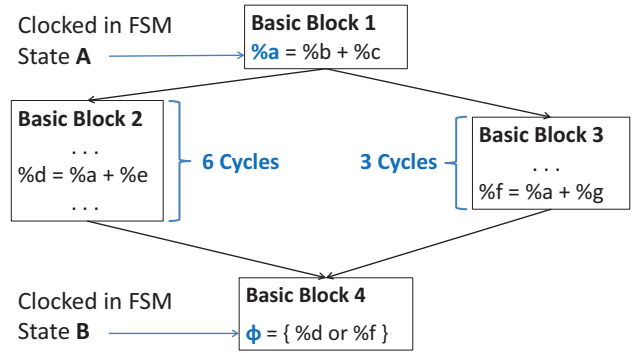 Clocked in FSM
State A
Basic Block 1
%a = %b + %c
Basic Block 2
. . .
%d = %a + %e
. . .
6 Cycles
3 Cycles
Basic Block 3
...
%f = %a + %g
Clocked in FSM
State B
Basic Block 4
ф = { %d or %f }